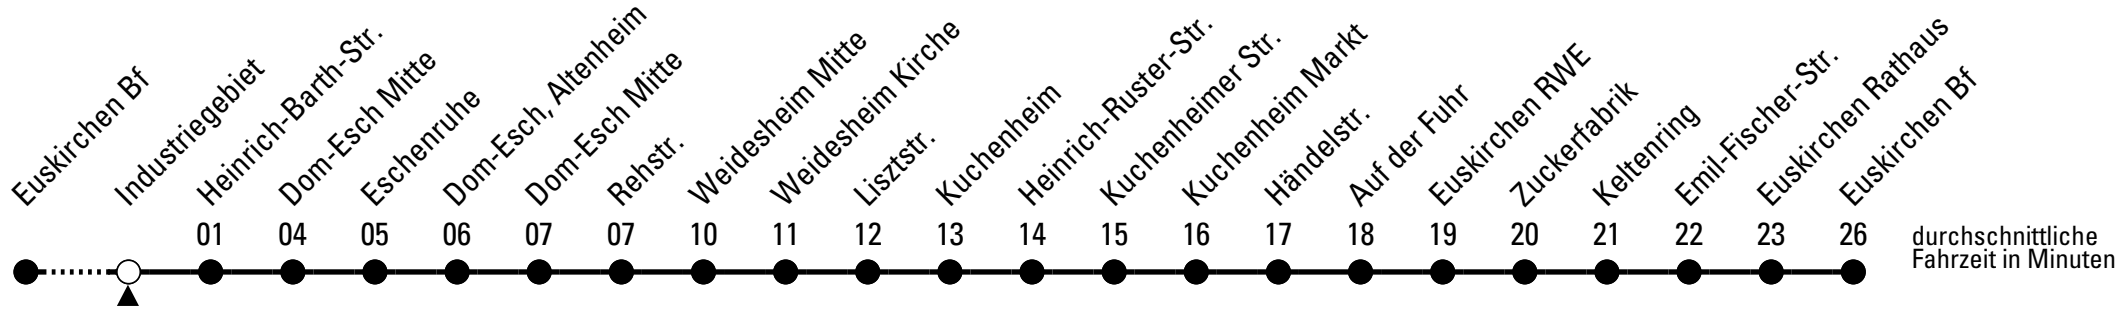 Euskirchen Bf
Industriegebiet
Heinrich-Barth-Str.
Dom-Esch Mitte
Eschenruhe
Dom-Esch, Altenheim
Dom-Esch Mitte
Rehstr.
Weidesheim Mitte
Weidesheim Kirche
Lisztstr.
Kuchenheim
Heinrich-Ruster-Str.
Kuchenheimer Str.
Kuchenheim Markt
Händelstr.
Auf der Fuhr
Euskirchen RWE
Zuckerfabrik
Keltenring
Emil-Fischer-Str.
Euskirchen Rathaus
Euskirchen Bf
01 04 05 06 07 07 10 11 12 13 14 15 16 17 18 19 20 21 22 23 26
durchschnittliche
Fahrzeit in Minuten